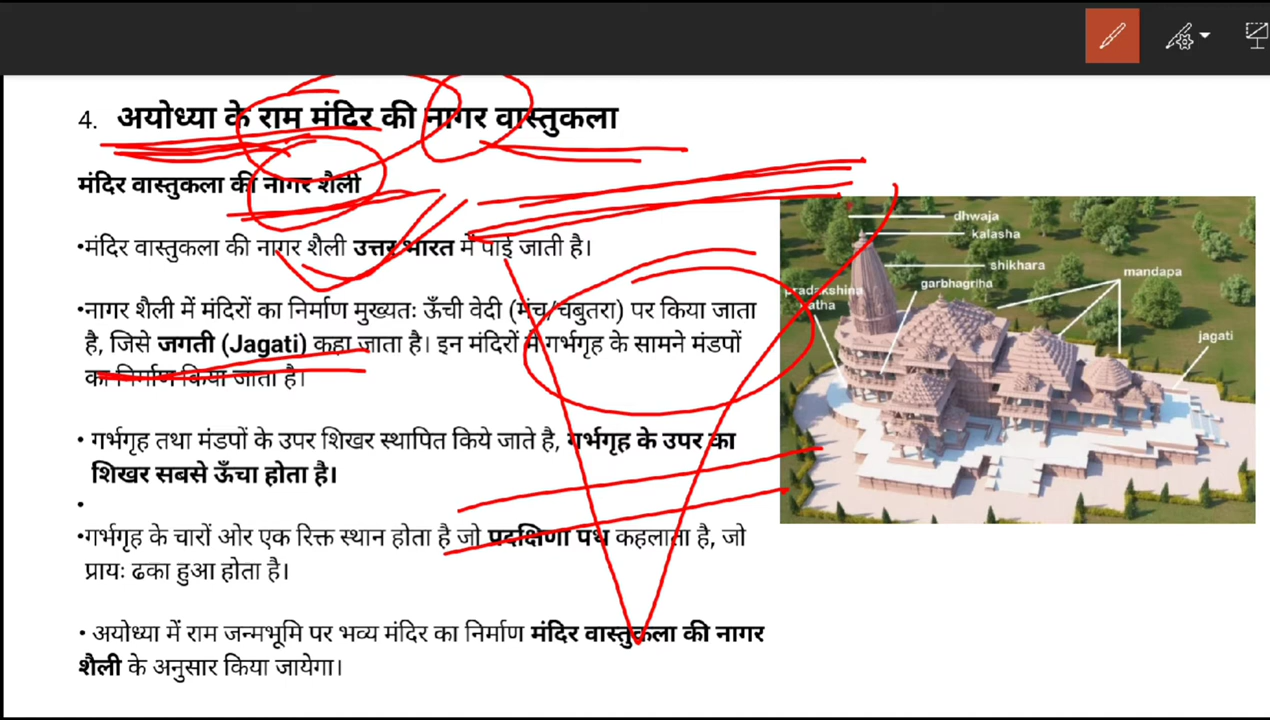 4. अयोध्या के राम मंदिर की नागर वास्तुकला
मंदिर वास्तुकला की नागर शैली
•मंदिर वास्तुकला की नागर शैली उत्तर भारत में पाई जाती है।
•नागर शैली में मंदिरों का निर्माण मुख्यतः ऊँची वेदी (मंच/चबुतरा) पर किया जाता
है, जिसे जगती (Jagati) कहा जाता है। इन मंदिरों में गर्भगृह के सामने मंडपों
का निर्माण किया जाता है।
• गर्भगृह तथा मंडपों के उपर शिखर स्थापित किये जाते है, गर्भगृह के उपर का
शिखर सबसे ऊँचा होता है।
•
•गर्भगृह के चारों ओर एक रिक्त स्थान होता है जो प्रदक्षिणा पथ कहलाता है, जो
प्रायः ढका हुआ होता है।
• अयोध्या में राम जन्मभूमि पर भव्य मंदिर का निर्माण मंदिर वास्तुकला की नागर
शैली के अनुसार किया जायेगा।
dhwaja
kalasha
shikhara
mandapa
garbhagriha
pradakshina
patha
jagati